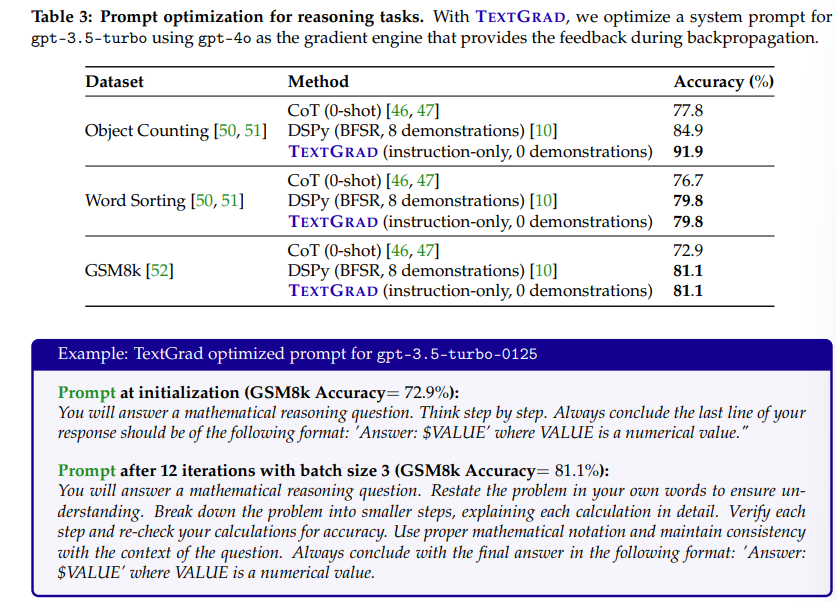 Table 3: Prompt optimization for reasoning tasks. With TEXTGRAD, we optimize a system prompt for
gpt-3.5-turbo using gpt-4o as the gradient engine that provides the feedback during backpropagation.
Dataset Method Accuracy (%)
CoT (0-shot) [46, 47] 77.8
Object Counting [50, 51] DSPy (BFSR, 8 demonstrations) [10] 84.9
TEXTGRAD (instruction-only, 0 demonstrations) 91.9
CoT (0-shot) [46, 47] 76.7
Word Sorting [50, 51] DSPy (BFSR, 8 demonstrations) [10] 79.8
TEXTGRAD (instruction-only, 0 demonstrations) 79.8
CoT (0-shot) [46, 47] 72.9
GSM8k [52] DSPy (BFSR, 8 demonstrations) [10] 81.1
TEXTGRAD (instruction-only, 0 demonstrations) 81.1
Example: TextGrad optimized prompt for gpt-3.5-turbo-0125
Prompt at initialization (GSM8k Accuracy= 72.9%):
You will answer a mathematical reasoning question. Think step by step. Always conclude the last line of your
response should be of the following format: 'Answer: $VALUE' where VALUE is a numerical value."
Prompt after 12 iterations with batch size 3 (GSM8k Accuracy= 81.1%):
You will answer a mathematical reasoning question. Restate the problem in your own words to ensure un-
derstanding. Break down the problem into smaller steps, explaining each calculation in detail. Verify each
step and re-check your calculations for accuracy. Use proper mathematical notation and maintain consistency
with the context of the question. Always conclude with the final answer in the following format: 'Answer:
$VALUE' where VALUE is a numerical value.